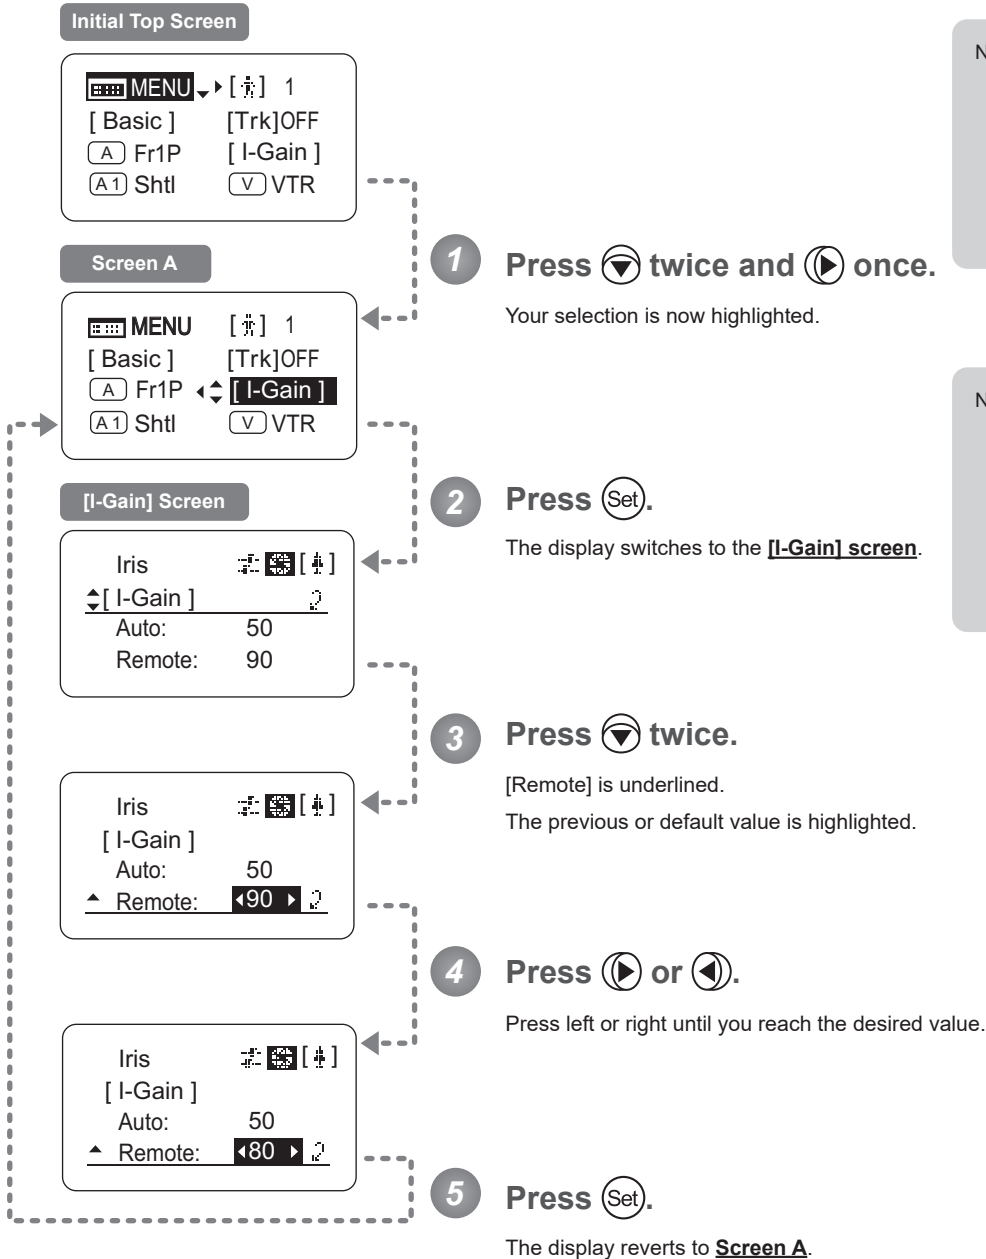 Initial Top Screen
MENU [ ] 1
[ Basic ] [Trk]OFF
A Fr1P [ I-Gain ]
A1 Shtl V VTR
Screen A
MENU [ ] 1
[ Basic ] [Trk]OFF
A Fr1P [ I-Gain ]
A1 Shtl V VTR
1 Press twice and once.
Your selection is now highlighted.
[I-Gain] Screen
Iris [ ]
[ I-Gain ]
Auto: 50
Remote: 90
2 Press Set.
The display switches to the [I-Gain] screen.
3 Press twice.
[Remote] is underlined.
The previous or default value is highlighted.
Iris [ ]
[ I-Gain ]
Auto: 50
Remote: 90
4 Press or .
Press left or right until you reach the desired value.
Iris [ ]
[ I-Gain ]
Auto: 50
Remote: 80
5 Press Set.
The display reverts to Screen A.